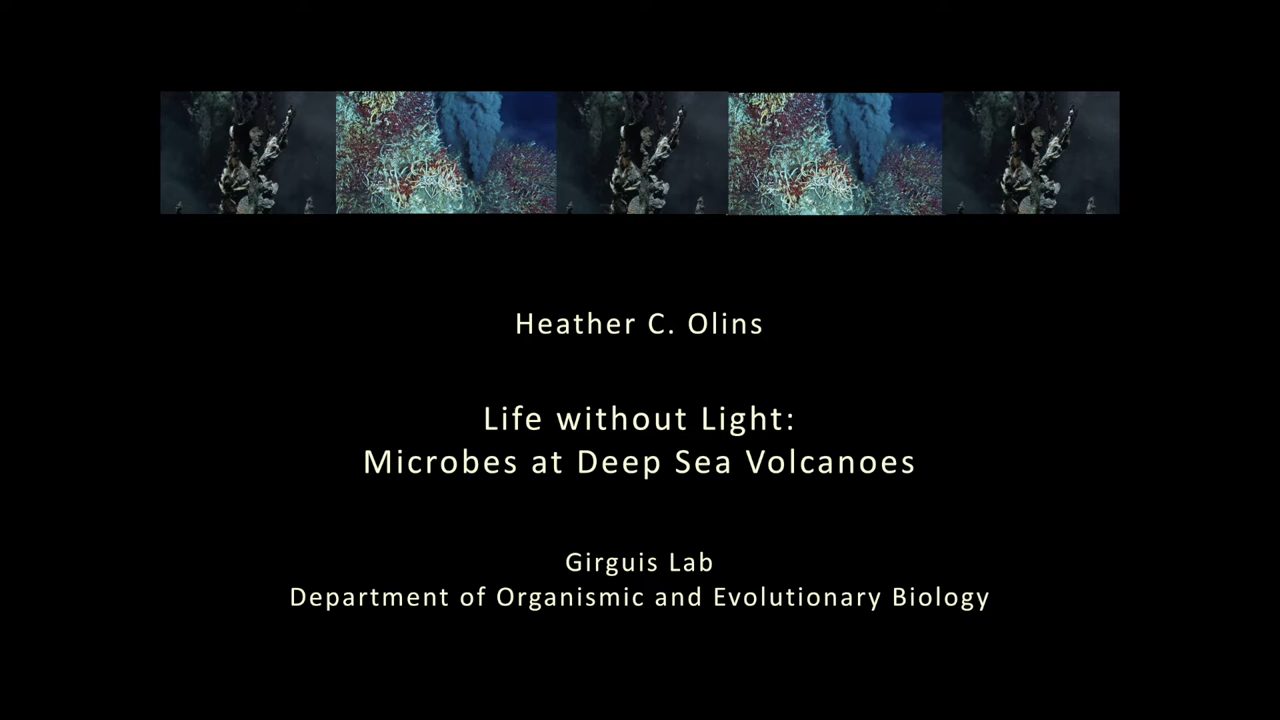 Heather C. Olins
Life without Light:
Microbes at Deep Sea Volcanoes
Girguis Lab
Department of Organismic and Evolutionary Biology